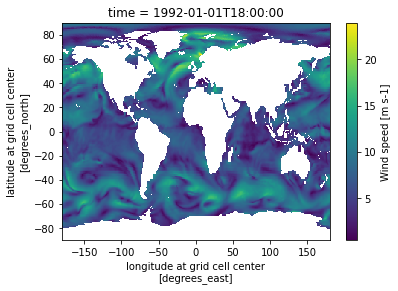 time = 1992-01-01T18:00:00
80
60
40
20
0
−20
−40
−60
−80
latitude at grid cell center
[degrees_north]
−150 −100 −50 0 50 100 150
longitude at grid cell center
[degrees_east]
20
15
10
5
Wind speed [m s-1]